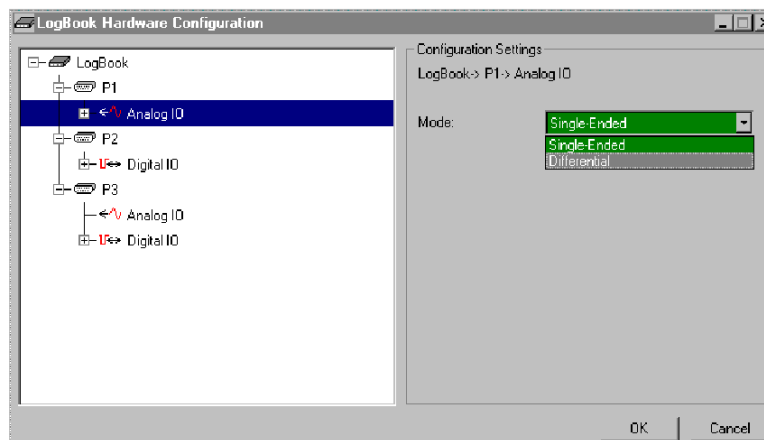 LogBook Hardware Configuration
LogBook
P1
Analog IO
P2
Digital IO
P3
Analog IO
Digital IO
Configuration Settings
LogBook-> P1-> Analog IO
Mode:
Single-Ended
Single-Ended
Differential
OK
Cancel